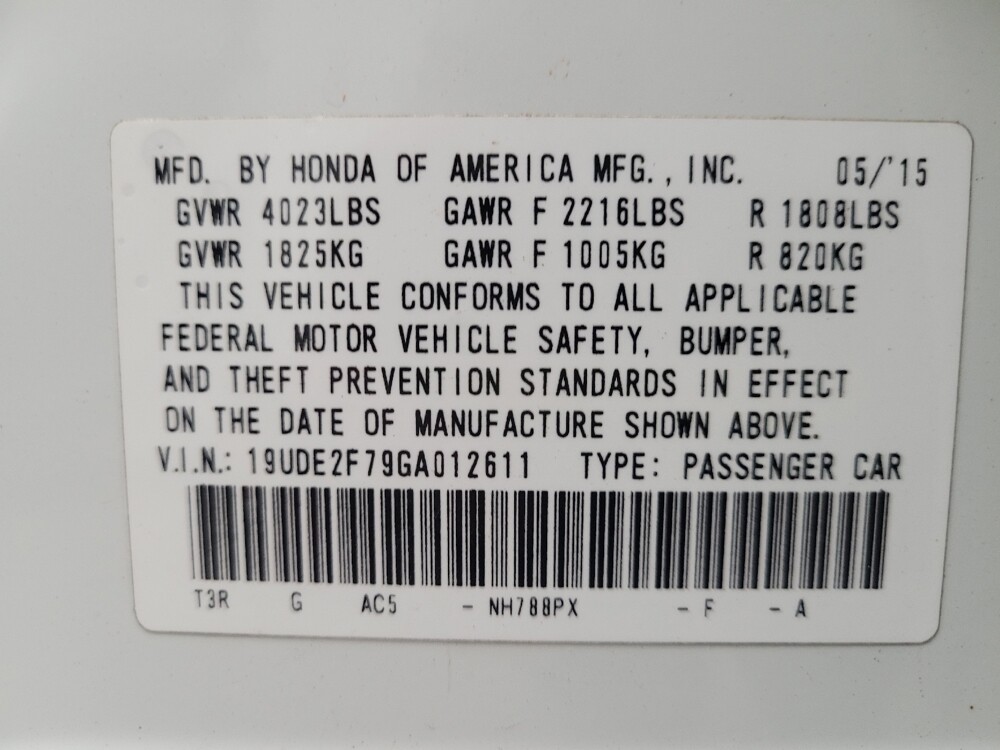 MFD. BY HONDA OF AMERICA MFG., INC. 05/'15
GVWR 4023LBS GAWR F 2216LBS R 1808LBS
GVWR 1825KG GAWR F 1005KG R 820KG
THIS VEHICLE CONFORMS TO ALL APPLICABLE
FEDERAL MOTOR VEHICLE SAFETY, BUMPER,
AND THEFT PREVENTION STANDARDS IN EFFECT
ON THE DATE OF MANUFACTURE SHOWN ABOVE.
V.I.N.: 19UDE2F79GA012611 TYPE: PASSENGER CAR
T3R G AC5 - NH788PX - F - A